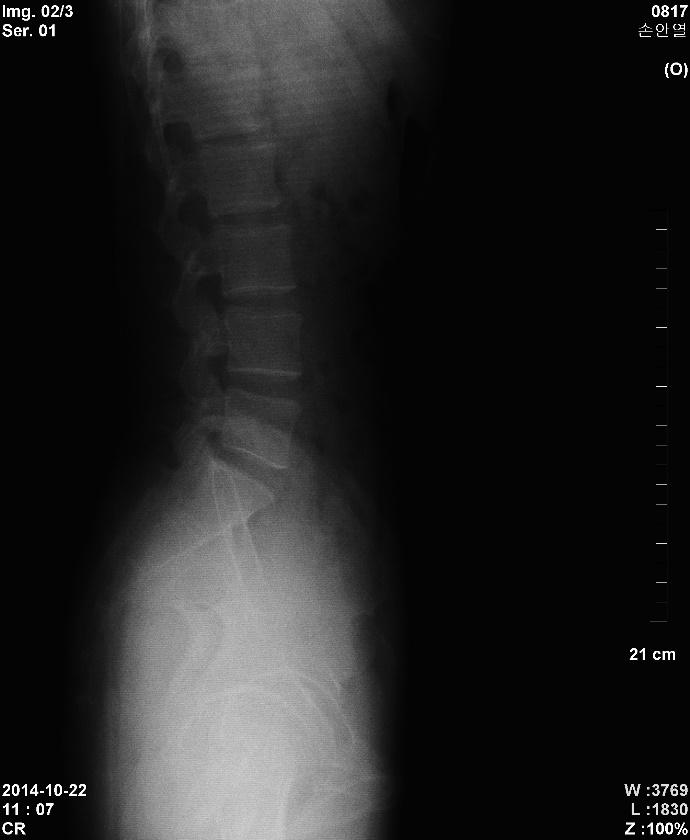 Img. 02/3
Ser. 01
0817
손안열
(O)
21 cm
2014-10-22
11 : 07
CR
W :3769
L :1830
Z :100%